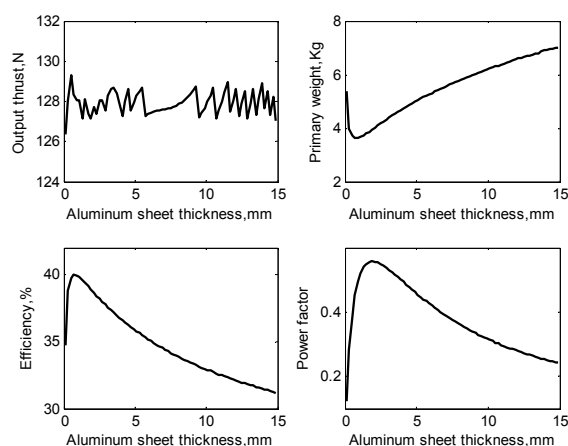 132
130
128
126
124
Output thrust,N
0 5 10 15
Aluminum sheet thickness,mm
8
6
4
2
Primary weight,Kg
0 5 10 15
Aluminum sheet thickness,mm
40
35
30
Efficiency,%
0 5 10 15
Aluminum sheet thickness,mm
0.4
0.2
Power factor
0 5 10 15
Aluminum sheet thickness,mm